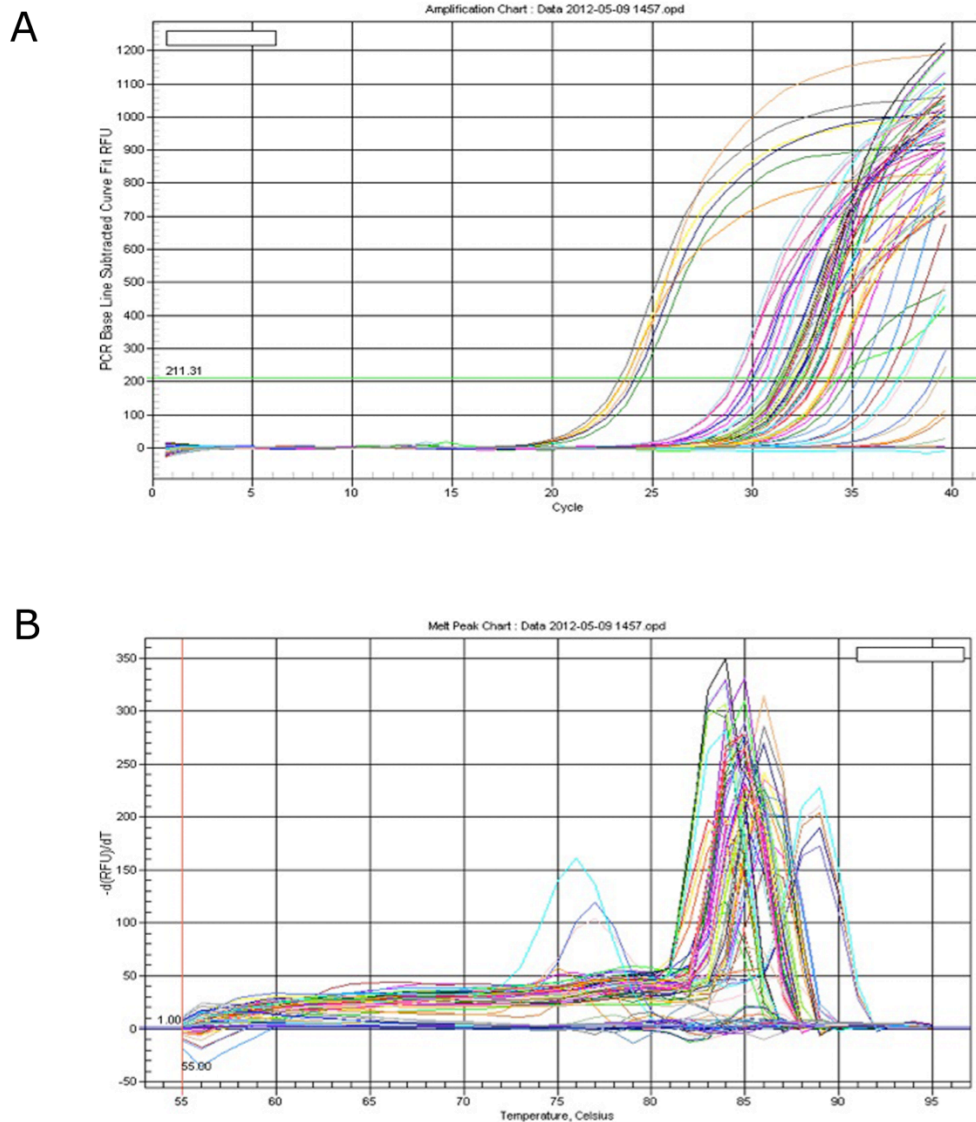 A
Amplification Chart : Data 2012-05-09 1457.opd
PCR Base Line Subtracted Curve Fit RFU
1200
1100
1000
900
800
700
600
500
400
300
211.31
200
100
0
0 5 10 15 20 25 30 35 40
Cycle
B
Melt Peak Chart : Data 2012-05-09 1457.opd
-d(RFU)/dT
350
300
250
200
150
100
50
1.00
0
55.00
-50
55 60 65 70 75 80 85 90 95
Temperature, Celsius